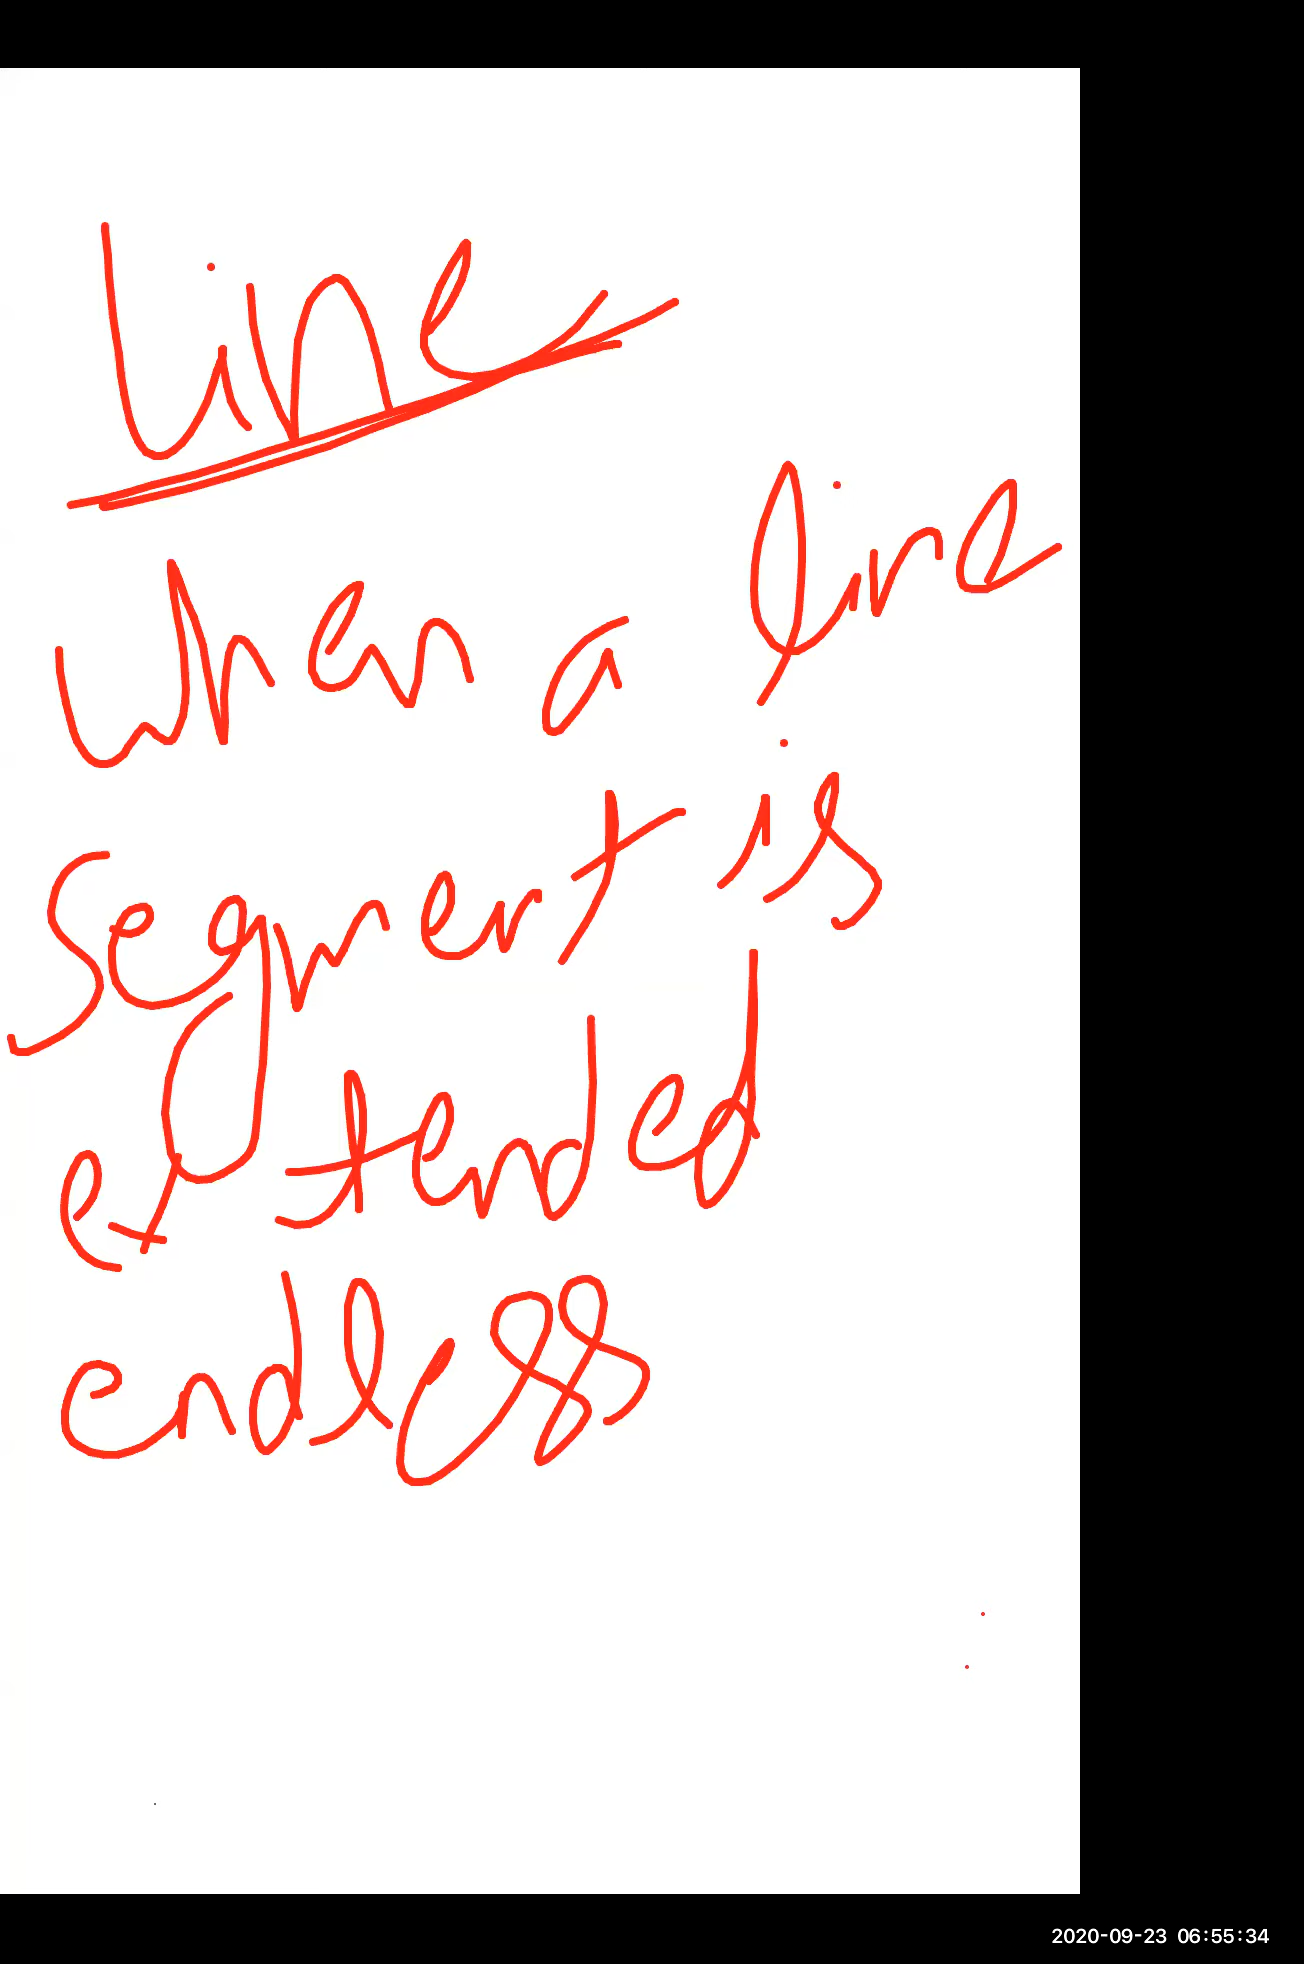 Line
when a line
segment is
extended
endless
2020-09-23 06:55:34